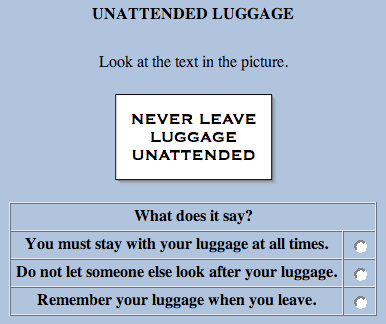 UNATTENDED LUGGAGE
Look at the text in the picture.
NEVER LEAVE
LUGGAGE
UNATTENDED
What does it say?
You must stay with your luggage at all times.
Do not let someone else look after your luggage.
Remember your luggage when you leave.